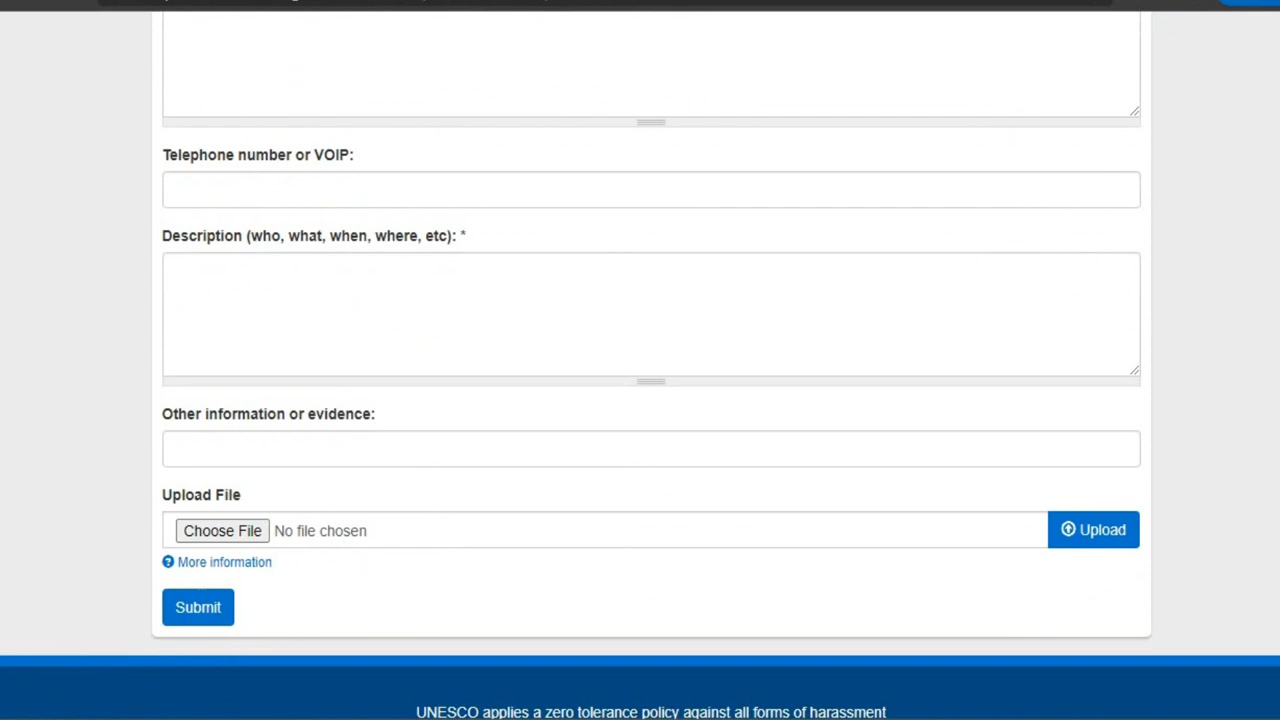 Telephone number or VOIP:
Description (who, what, when, where, etc): *
Other information or evidence:
Upload File
Choose File No file chosen
Upload
More information
Submit
UNESCO applies a zero tolerance policy against all forms of harassment